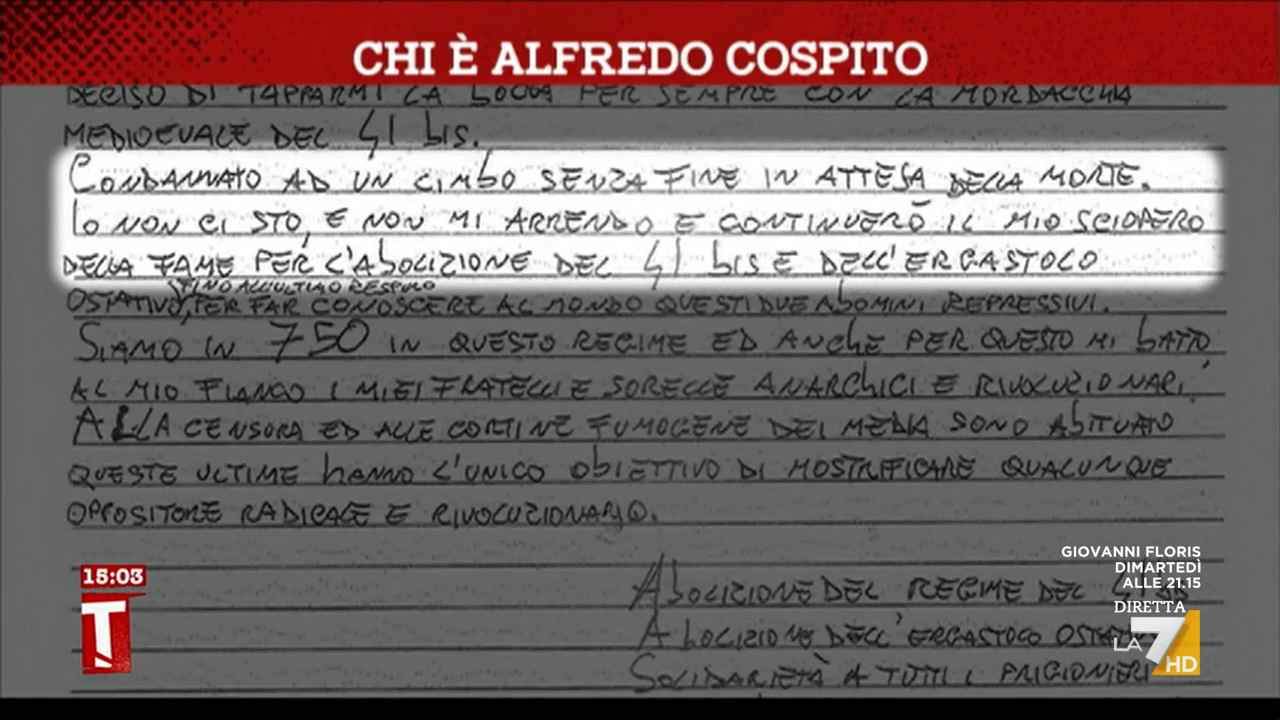 CHI È ALFREDO COSPITO
DECISO DI TAPPARMI LA BOCCA PER SEMPRE CON LA MORDACCHIA
MEDIOEVALE DEL 41 bIS.
CONDANNATO AD UN LIMbO SENZA FINE IN ATTESA DELLA MORTE.
IO NON CI STO, E NON MI ARRENDO E CONTINUERÒ IL MIO SCIOPERO
DELLA FAME PER L'AbOLIZIONE DEL 41 bIS E DELL'ERGASTOLO
FINO ALL'ULTIMO RESPIRO
OSTATIVO, PER FAR CONOSCERE AL MONDO QUESTI DUE AbOMINI REPRESSIVI.
SIAMO IN 750 IN QUESTO REGIME ED ANChE PER QUESTO MI bATTO
AL MIO FIANCO I MIEI FRATELLI E SORELLE ANARChICI E RIVOLUZIONARI.
ALLA CENSURA ED ALLE CORTINE FUMOGENE DEI MEDIA SONO AbITUATO
QUESTE ULTIME hANNO L'UNICO ObIETTIVO DI MOSTRIFICARE QUALUNQUE
OPPOSITORE RADICALE E RIVOLUZIONARIO.
AbOLIZIONE DEL REGIME DEL 41 bIS
AbOLIZIONE DELL'ERGASTOLO
SOLIDARIETÀ A TUTTI I PRIGIONIERI
15:03
T
GIOVANNI FLORIS
DIMARTEDÌ
ALLE 21.15
DIRETTA
LA7
HD